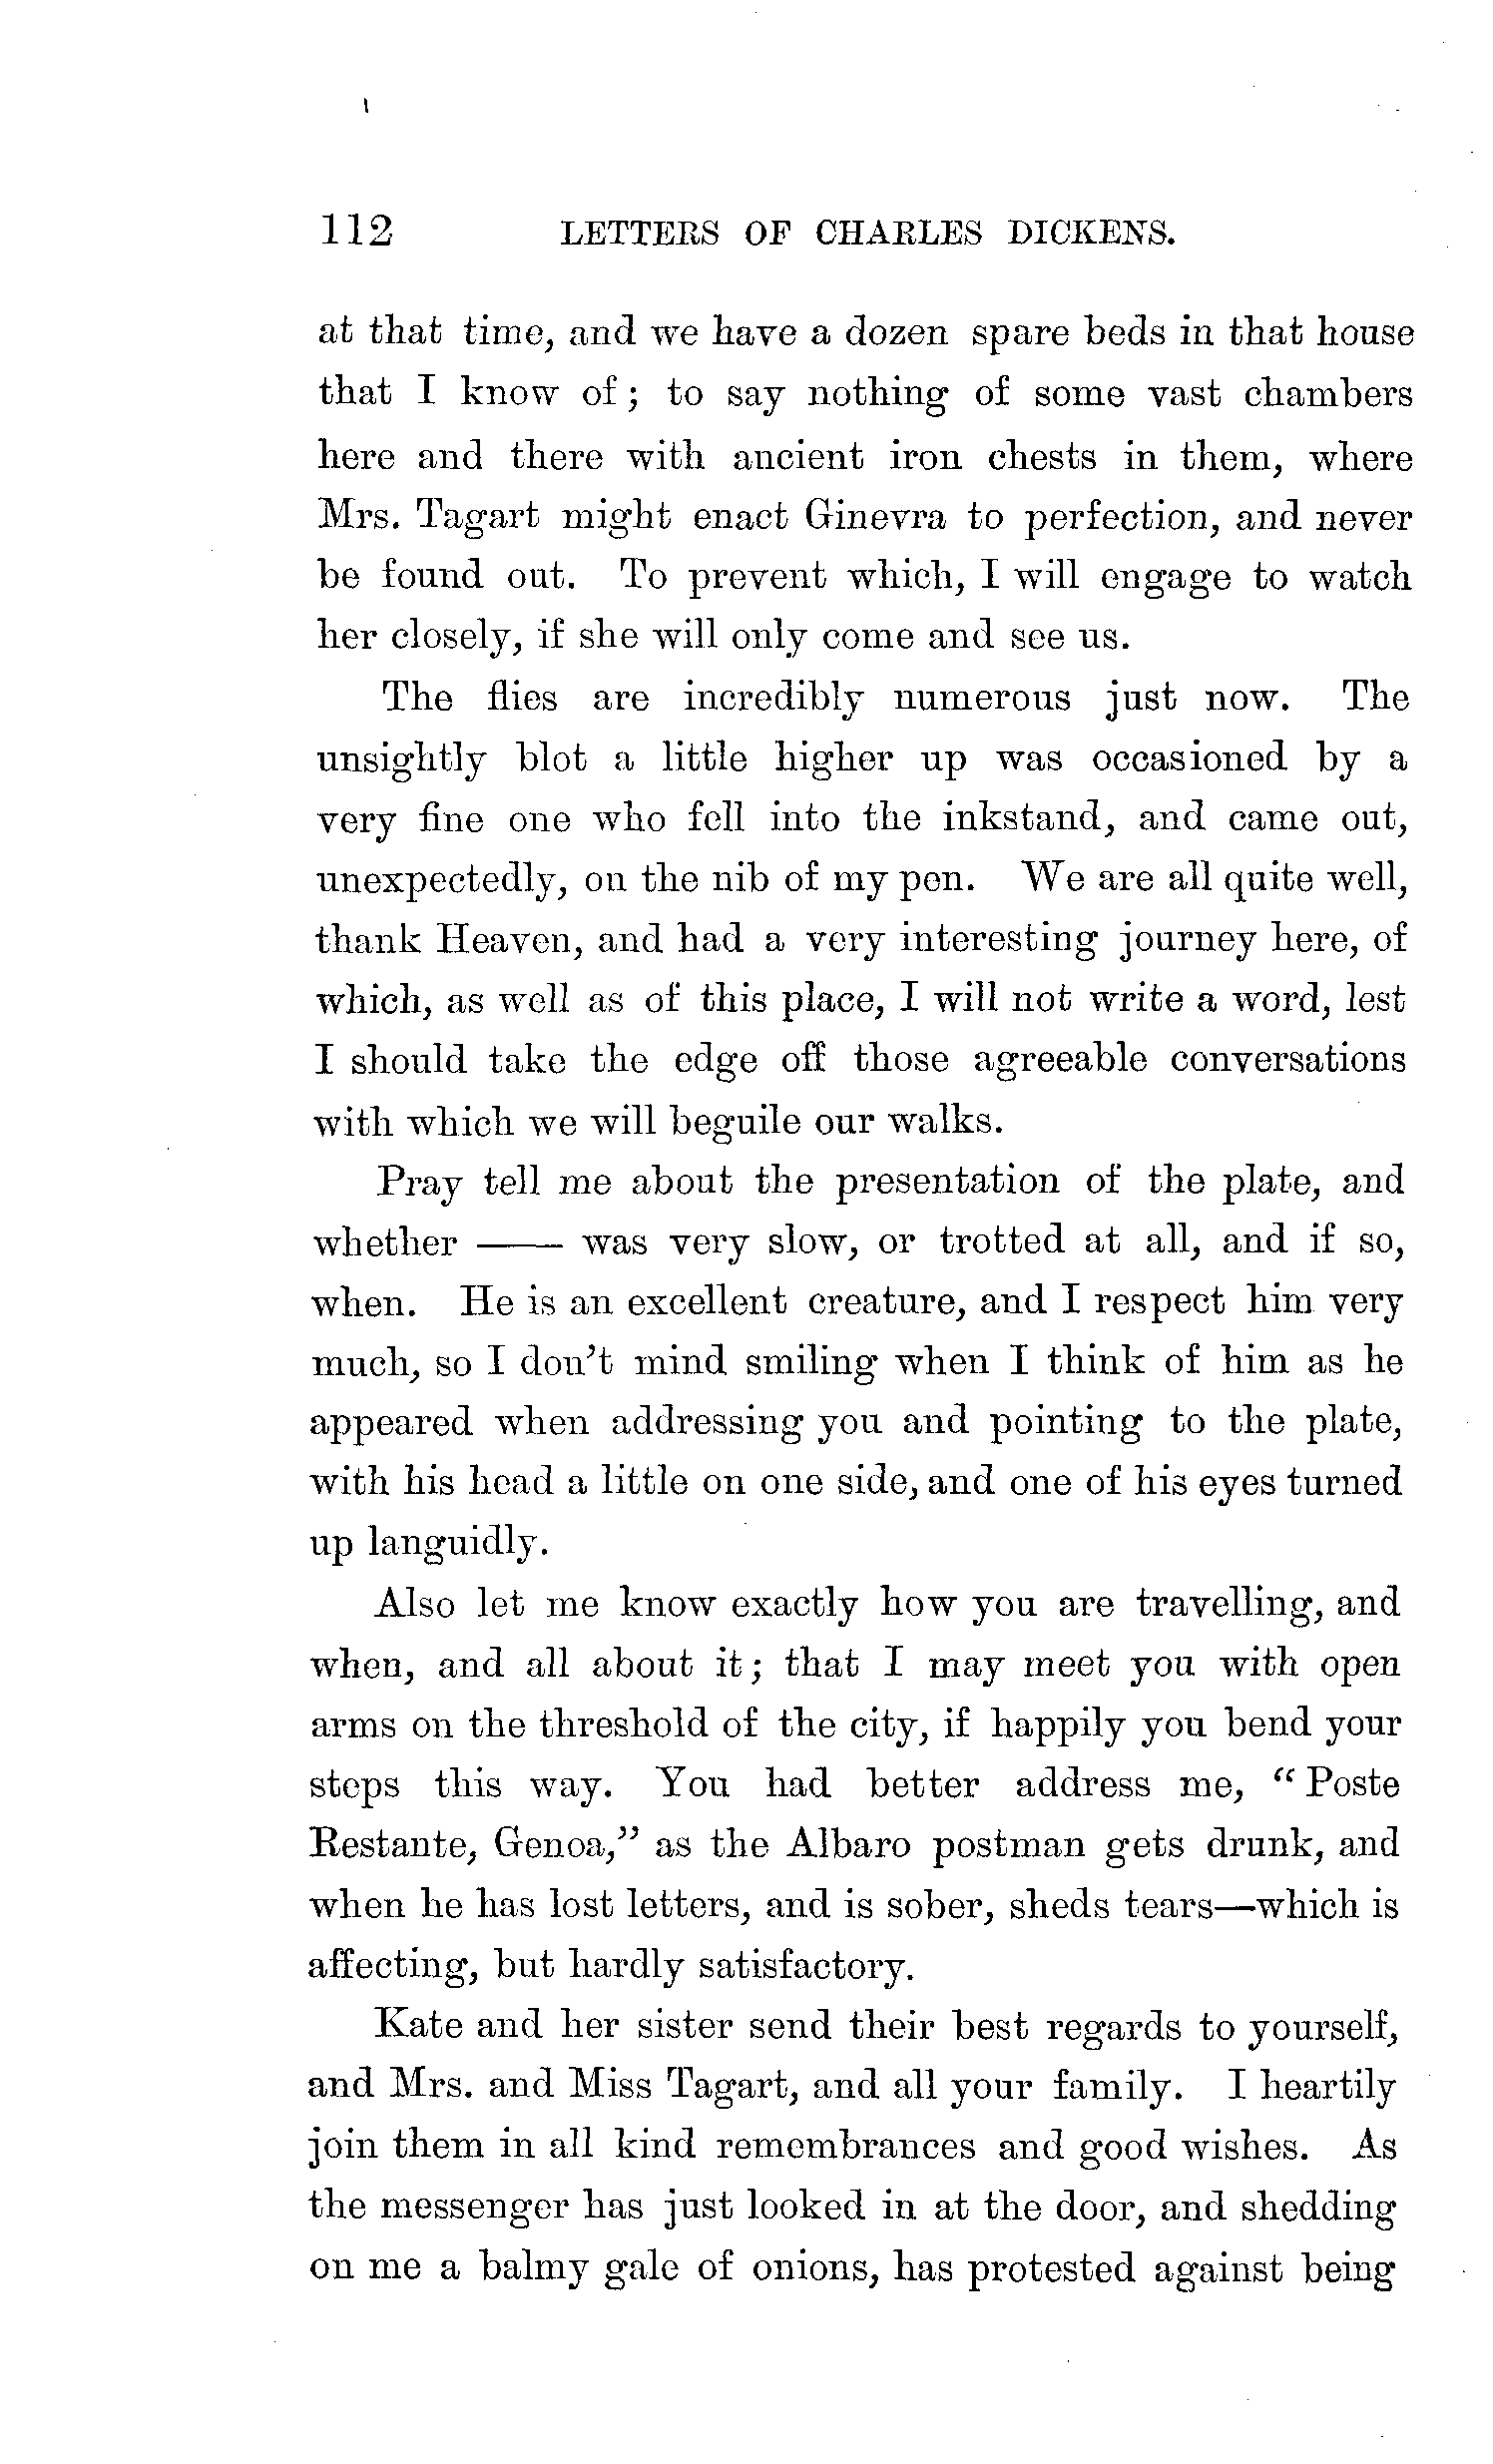 112 LETTERS OF CHARLES DICKENS.
at that time, and we have a dozen spare beds in that house
that I know of; to say nothing of some vast chambers
here and there with ancient iron chests in them, where
Mrs. Tagart might enact Ginevra to perfection, and never
be found out. To prevent which, I will engage to watch
her closely, if she will only come and see us.
The flies are incredibly numerous just now. The
unsightly blot a little higher up was occasioned by a
very fine one who fell into the inkstand, and came out,
unexpectedly, on the nib of my pen. We are all quite well,
thank Heaven, and had a very interesting journey here, of
which, as well as of this place, I will not write a word, lest
I should take the edge off those agreeable conversations
with which we will beguile our walks.
Pray tell me about the presentation of the plate, and
whether —— was very slow, or trotted at all, and if so,
when. He is an excellent creature, and I respect him very
much, so I don't mind smiling when I think of him as he
appeared when addressing you and pointing to the plate,
with his head a little on one side, and one of his eyes turned
up languidly.
Also let me know exactly how you are travelling, and
when, and all about it; that I may meet you with open
arms on the threshold of the city, if happily you bend your
steps this way. You had better address me, "Poste
Restante, Genoa," as the Albaro postman gets drunk, and
when he has lost letters, and is sober, sheds tears—which is
affecting, but hardly satisfactory.
Kate and her sister send their best regards to yourself,
and Mrs. and Miss Tagart, and all your family. I heartily
join them in all kind remembrances and good wishes. As
the messenger has just looked in at the door, and shedding
on me a balmy gale of onions, has protested against being